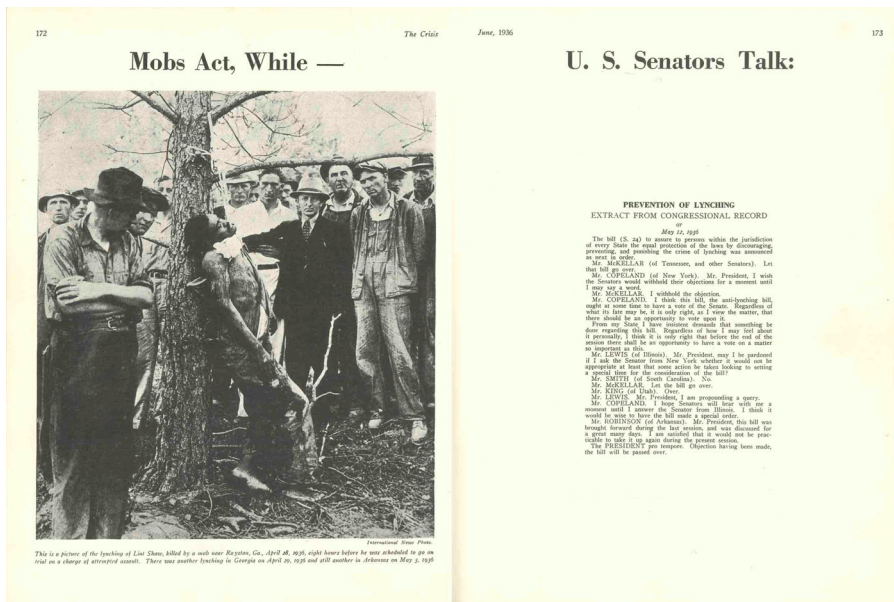 172
The Crisis
Mobs Act, While —
International News Photo.
This is a picture of the lynching of Lint Shaw, killed by a mob near Royston, Ga., April 28, 1936, eight hours before he was scheduled to go on
trial on a charge of attempted assault. There was another lynching in Georgia on April 29, 1936 and still another in Arkansas on May 3, 1936
June, 1936
173
U. S. Senators Talk:
PREVENTION OF LYNCHING
EXTRACT FROM CONGRESSIONAL RECORD
OF
May 12, 1936
The bill (S. 24) to assure to persons within the jurisdiction
of every State the equal protection of the laws by discouraging,
preventing, and punishing the crime of lynching was announced
as next in order.
Mr. McKELLAR (of Tennessee, and other Senators). Let
that bill go over.
Mr. COPELAND (of New York). Mr. President, I wish
the Senators would withhold their objections for a moment until
I may say a word.
Mr. McKELLAR. I withhold the objection.
Mr. COPELAND. I think this bill, the anti-lynching bill,
ought at some time to have a vote of the Senate. Regardless of
what its fate may be, it is only right, as I view the matter, that
there should be an opportunity to vote upon it.
From my State I have insistent demands that something be
done regarding this bill. Regardless of how I may feel about
it personally, I think it is only right that before the end of the
session there shall be an opportunity to have a vote on a matter
so important as this.
Mr. LEWIS (of Illinois). Mr. President, may I be pardoned
if I ask the Senator from New York whether it would not be
appropriate at least that some action be taken looking to setting
a special time for the consideration of the bill?
Mr. SMITH (of South Carolina). No.
Mr. McKELLAR. Let the bill go over.
Mr. KING (of Utah). Over.
Mr. LEWIS. Mr. President, I am propounding a query.
Mr. COPELAND. I hope Senators will bear with me a
moment until I answer the Senator from Illinois. I think it
would be wise to have the bill made a special order.
Mr. ROBINSON (of Arkansas). Mr. President, this bill was
brought forward during the last session, and was discussed for
a great many days. I am satisfied that it would not be prac-
ticable to take it up again during the present session.
The PRESIDENT pro tempore. Objection having been made,
the bill will be passed over.